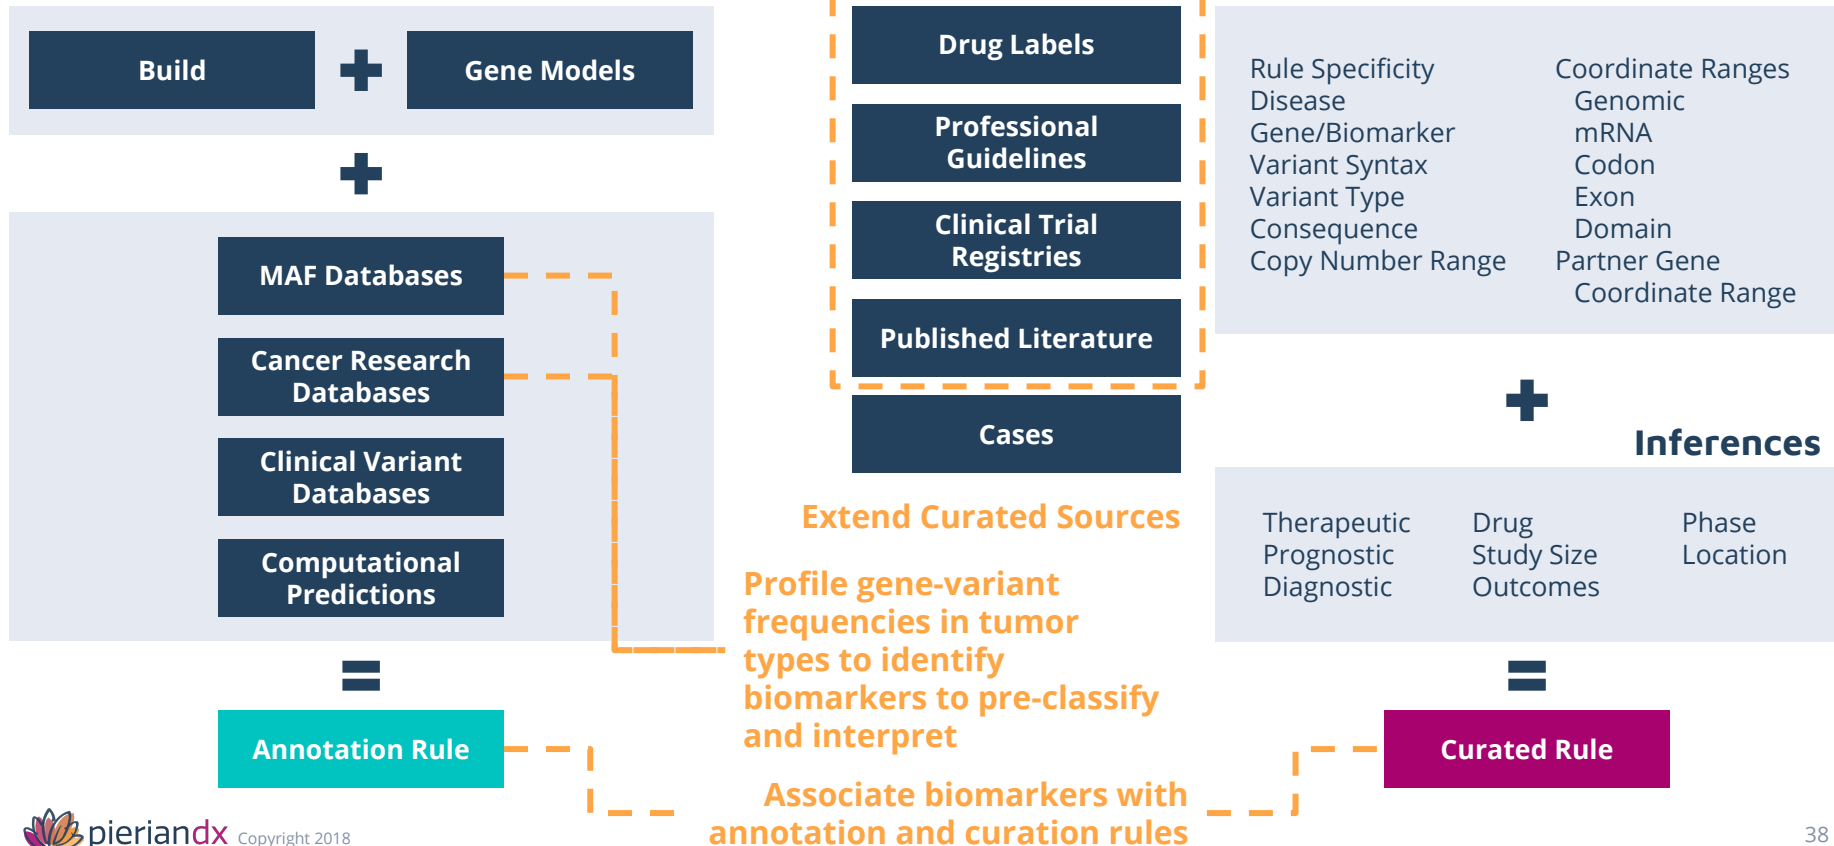 Build
Gene Models
MAF Databases
Cancer Research
Databases
Clinical Variant
Databases
Computational
Predictions
Annotation Rule
Drug Labels
Professional
Guidelines
Clinical Trial
Registries
Published Literature
Cases
Extend Curated Sources
Profile gene-variant
frequencies in tumor
types to identify
biomarkers to pre-classify
and interpret
Associate biomarkers with
annotation and curation rules
Rule Specificity
Disease
Gene/Biomarker
Variant Syntax
Variant Type
Consequence
Copy Number Range
Coordinate Ranges
Genomic
mRNA
Codon
Exon
Domain
Partner Gene
Coordinate Range
Inferences
Therapeutic
Prognostic
Diagnostic
Drug
Study Size
Outcomes
Phase
Location
Curated Rule
pieriandx Copyright 2018
38